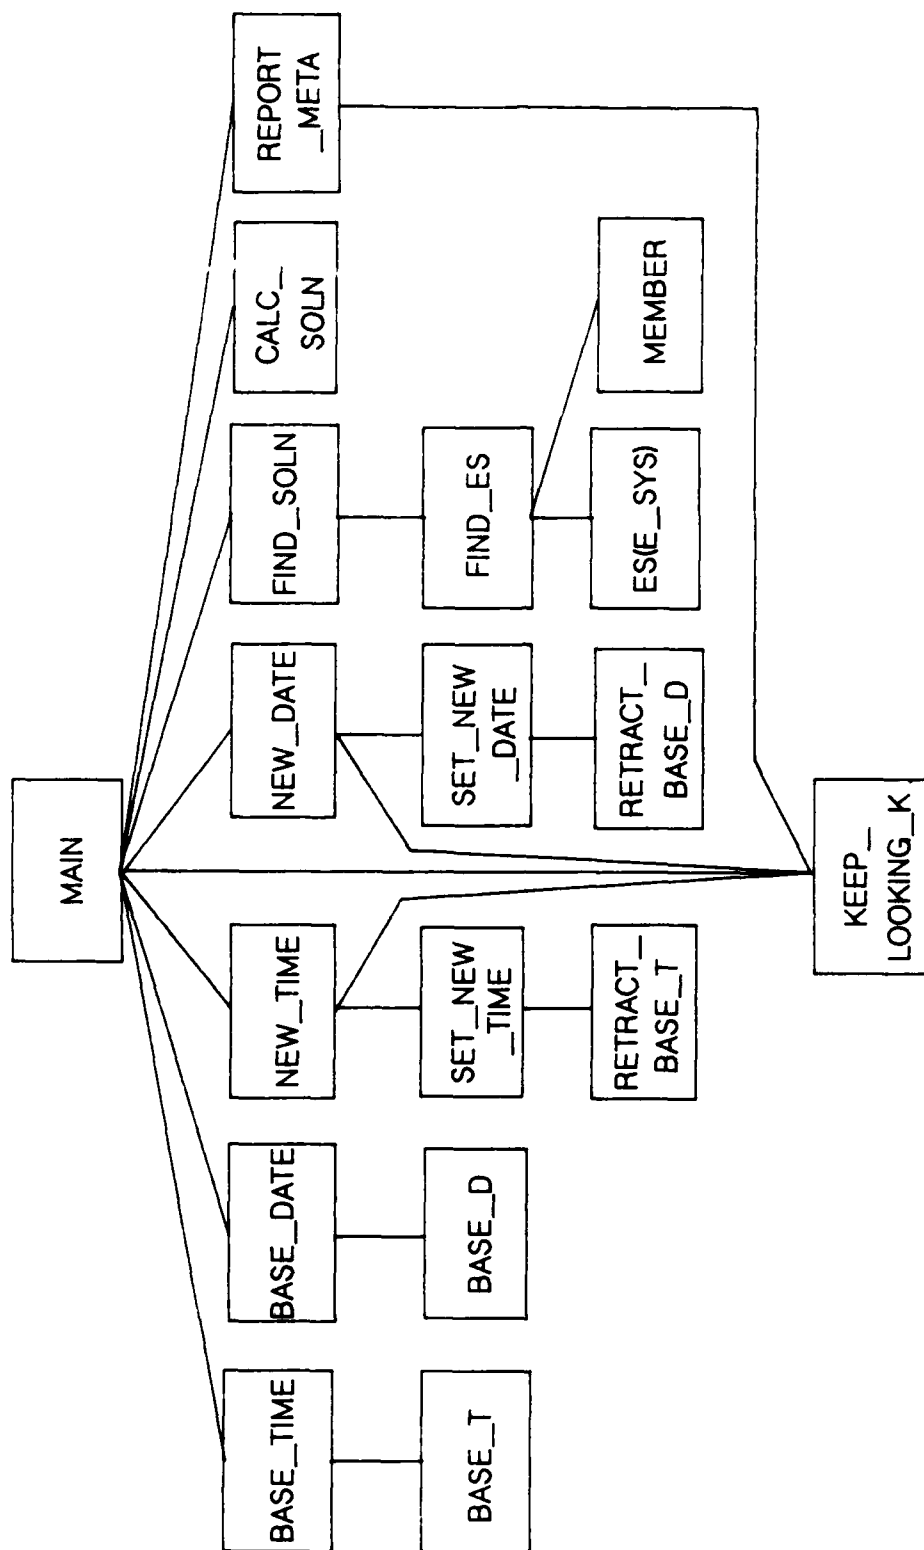 MAIN
BASE_TIME
BASE_DATE
NEW_TIME
NEW_DATE
FIND_SOLN
CALC_
SOLN
REPORT
_META
BASE_T
BASE_D
SET_NEW
_TIME
SET_NEW
_DATE
FIND_ES
RETRACT_
BASE_T
RETRACT_
BASE_D
ES(E_SYS)
MEMBER
KEEP_
LOOKING_K